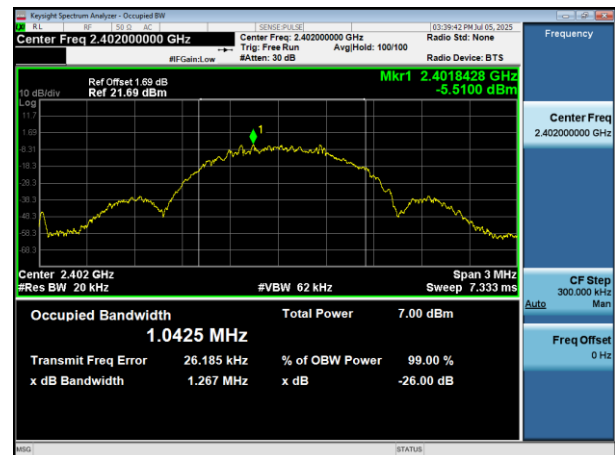 Keysight Spectrum Analyzer - Occupied BW
RL RF 50 Ω AC SENSE:PULSE 03:39:42 PM Jul 05, 2025
Center Freq 2.402000000 GHz
Center Freq: 2.402000000 GHz
Radio Std: None
Trig: Free Run Avg|Hold: 100/100
#IFGain:Low #Atten: 30 dB Radio Device: BTS
Frequency
Ref Offset 1.69 dB
Mkr1 2.4018428 GHz
10 dB/div Ref 21.69 dBm -5.5100 dBm
Log
11.7
1.69
-8.31
-18.3
-28.3
-38.3
-48.3
-58.3
-68.3
1
Center 2.402 GHz Span 3 MHz
#Res BW 20 kHz #VBW 62 kHz Sweep 7.333 ms
Occupied Bandwidth Total Power 7.00 dBm
1.0425 MHz
Transmit Freq Error 26.185 kHz % of OBW Power 99.00 %
x dB Bandwidth 1.267 MHz x dB -26.00 dB
Center Freq
2.402000000 GHz
CF Step
300.000 kHz
Auto Man
Freq Offset
0 Hz
MSG STATUS